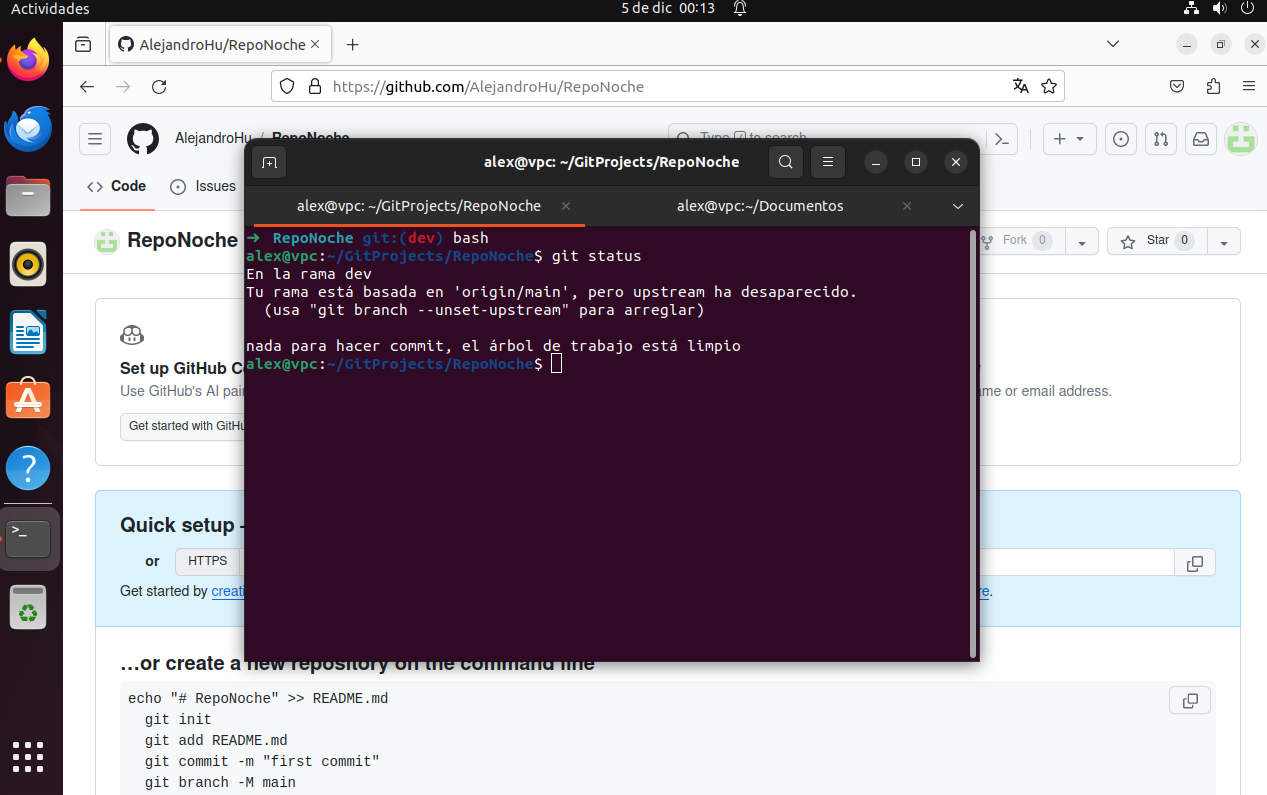 Actividades
5 de dic 00:13
AlejandroHu/RepoNoche
https://github.com/AlejandroHu/RepoNoche
AlejandroHu / RepoNoche
Type / to search
alex@vpc: ~/GitProjects/RepoNoche
Code
Issues
alex@vpc: ~/GitProjects/RepoNoche
alex@vpc:~/Documentos
RepoNoche
Fork 0
Star 0
➜ RepoNoche git:(dev) bash
alex@vpc:~/GitProjects/RepoNoche$ git status
En la rama dev
Tu rama está basada en 'origin/main', pero upstream ha desaparecido.
(usa "git branch --unset-upstream" para arreglar)
nada para hacer commit, el árbol de trabajo está limpio
alex@vpc:~/GitProjects/RepoNoche$
Set up GitHub
Use GitHub's AI
me or email address.
Get started with
Quick setup -
or
HTTPS
Get started by
…or create a new repository on the command line
echo "# RepoNoche" >> README.md
git init
git add README.md
git commit -m "first commit"
git branch -M main